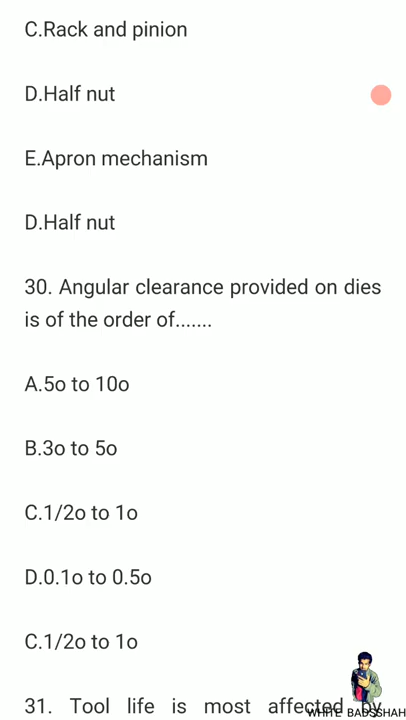 C.Rack and pinion
D.Half nut
E.Apron mechanism
D.Half nut
30. Angular clearance provided on dies
is of the order of.......
A.5o to 10o
B.3o to 5o
C.1/2o to 1o
D.0.1o to 0.5o
C.1/2o to 1o
31. Tool life is most affected by
WHITE BADSSHAH